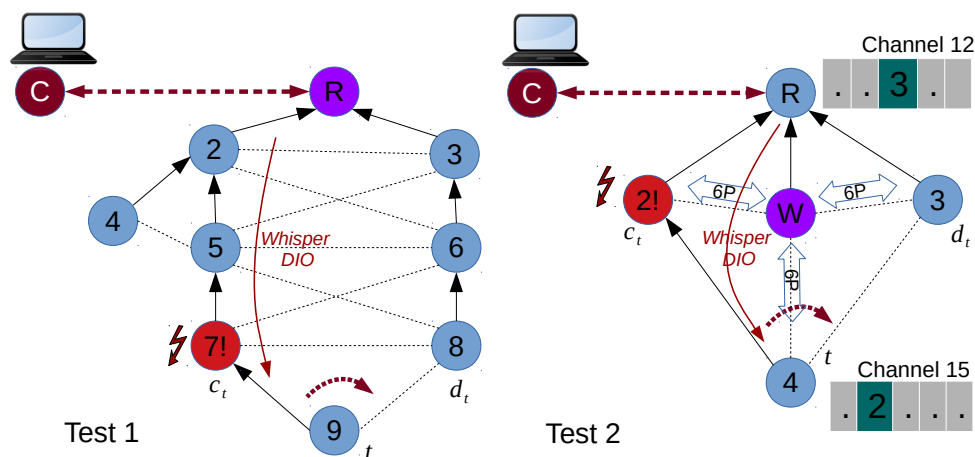 C
R
2
3
4
5
6
Whisper
DIO
7!
8
c_t
d_t
9
t
Test 1
Channel 12
. . 3 .
C
R
6P
6P
2!
W
3
c_t
d_t
Whisper
DIO
6P
t
4
Channel 15
. 2 . . .
Test 2